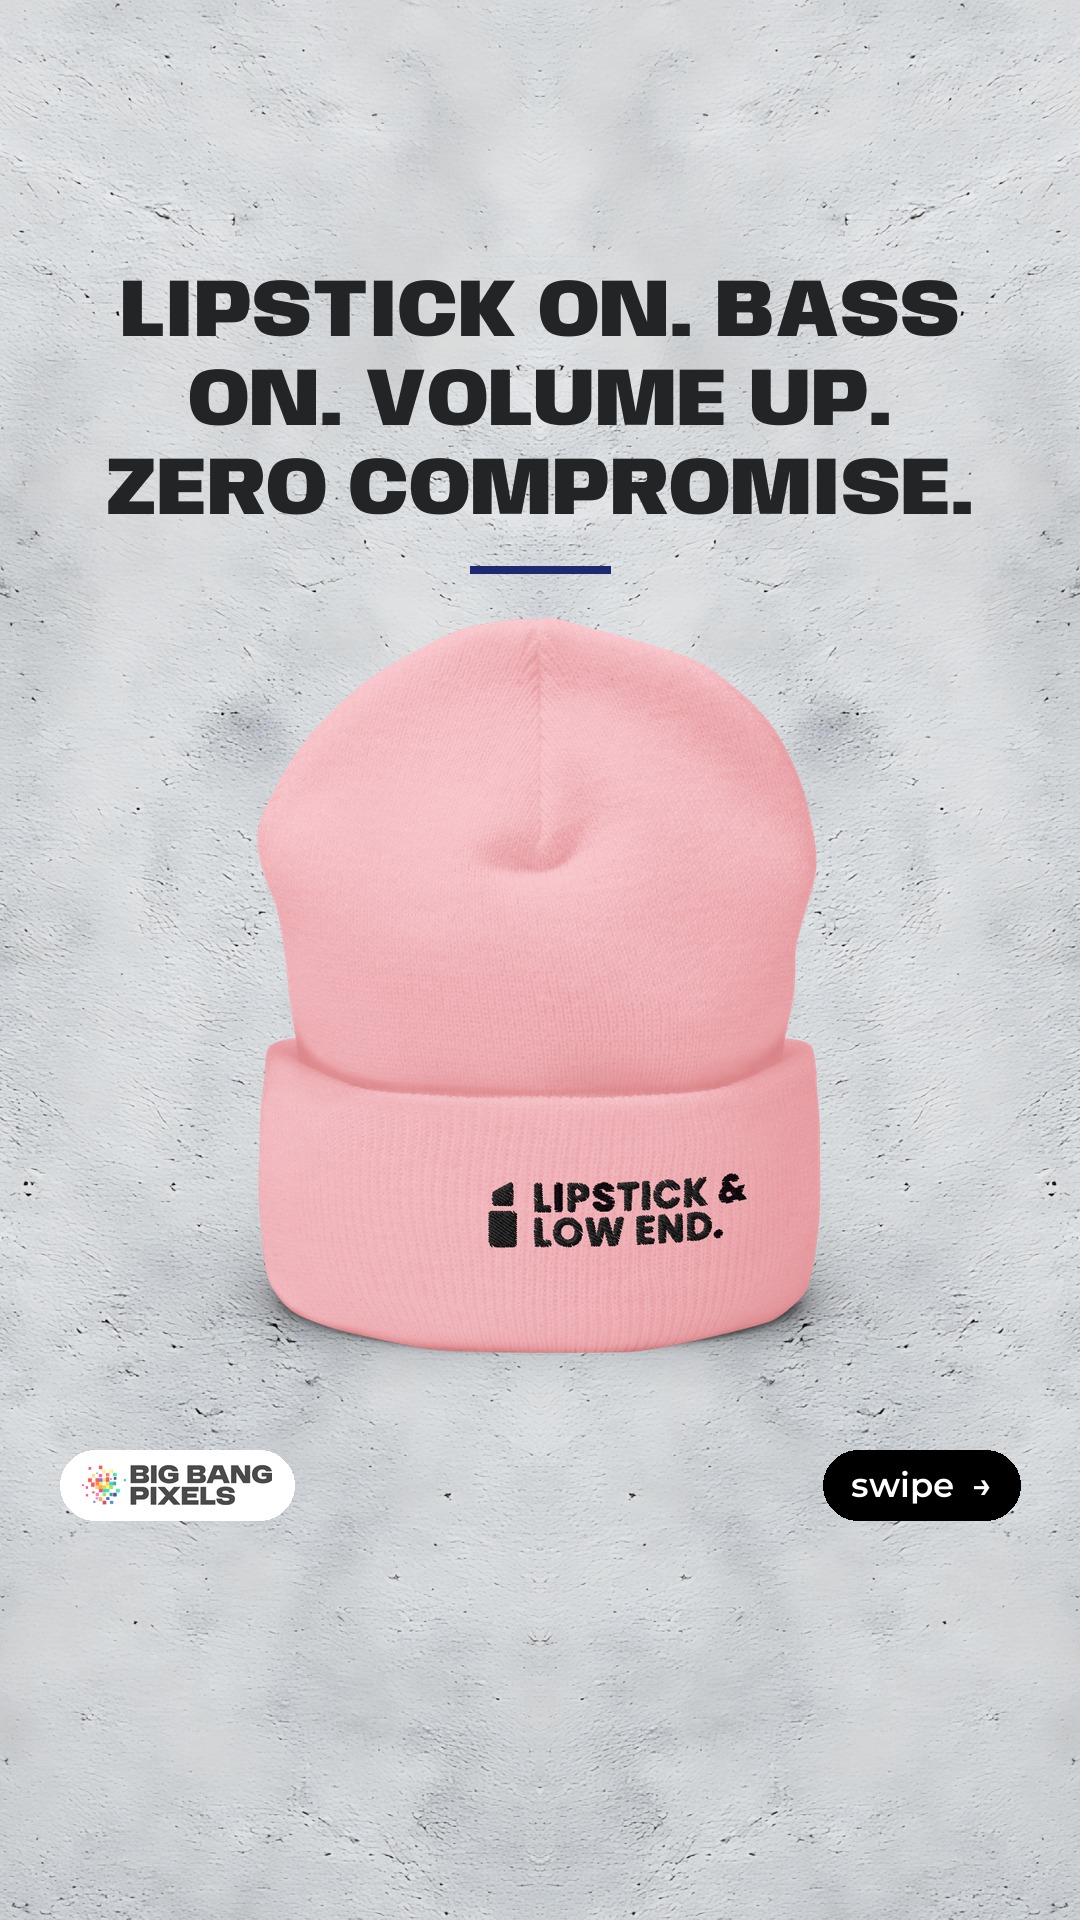 LIPSTICK ON. BASS
ON. VOLUME UP.
ZERO COMPROMISE.
LIPSTICK &
LOW END.
BIG BANG
PIXELS
swipe →